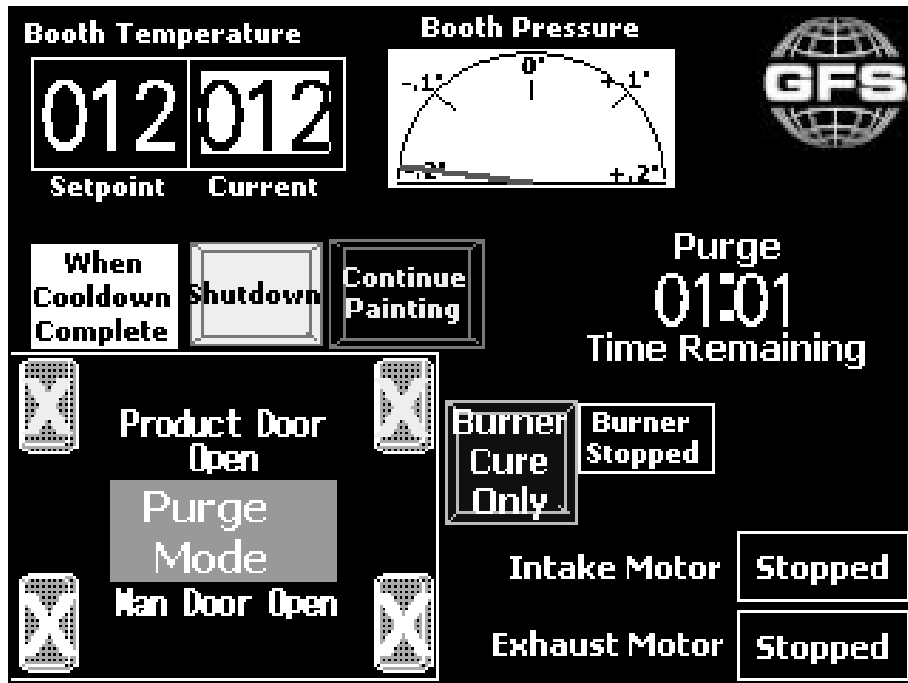 Booth Temperature
012 012
Setpoint Current
Booth Pressure
-.1" 0" +.1"
-.2" +.2"
GFS
When
Cooldown
Complete
Shutdown
Continue
Painting
Purge
01:01
Time Remaining
X X
Product Door
Open
Purge
Mode
Man Door Open
X X
Burner
Cure
Only
Burner
Stopped
Intake Motor Stopped
Exhaust Motor Stopped